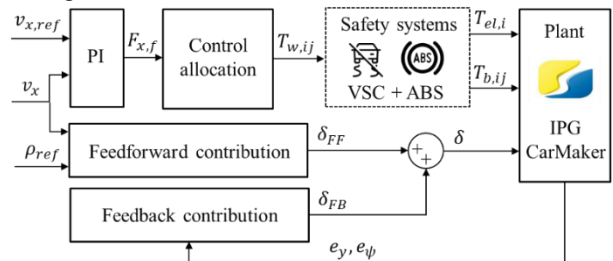 v_{x,ref}
v_x
PI
F_{x,f}
Control
allocation
T_{w,ij}
Safety systems
ABS
VSC + ABS
T_{el,i}
T_{b,ij}
Plant
IPG
CarMaker
ρ_{ref}
Feedforward contribution
δ_{FF}
+
+
δ
Feedback contribution
δ_{FB}
e_y, e_ψ